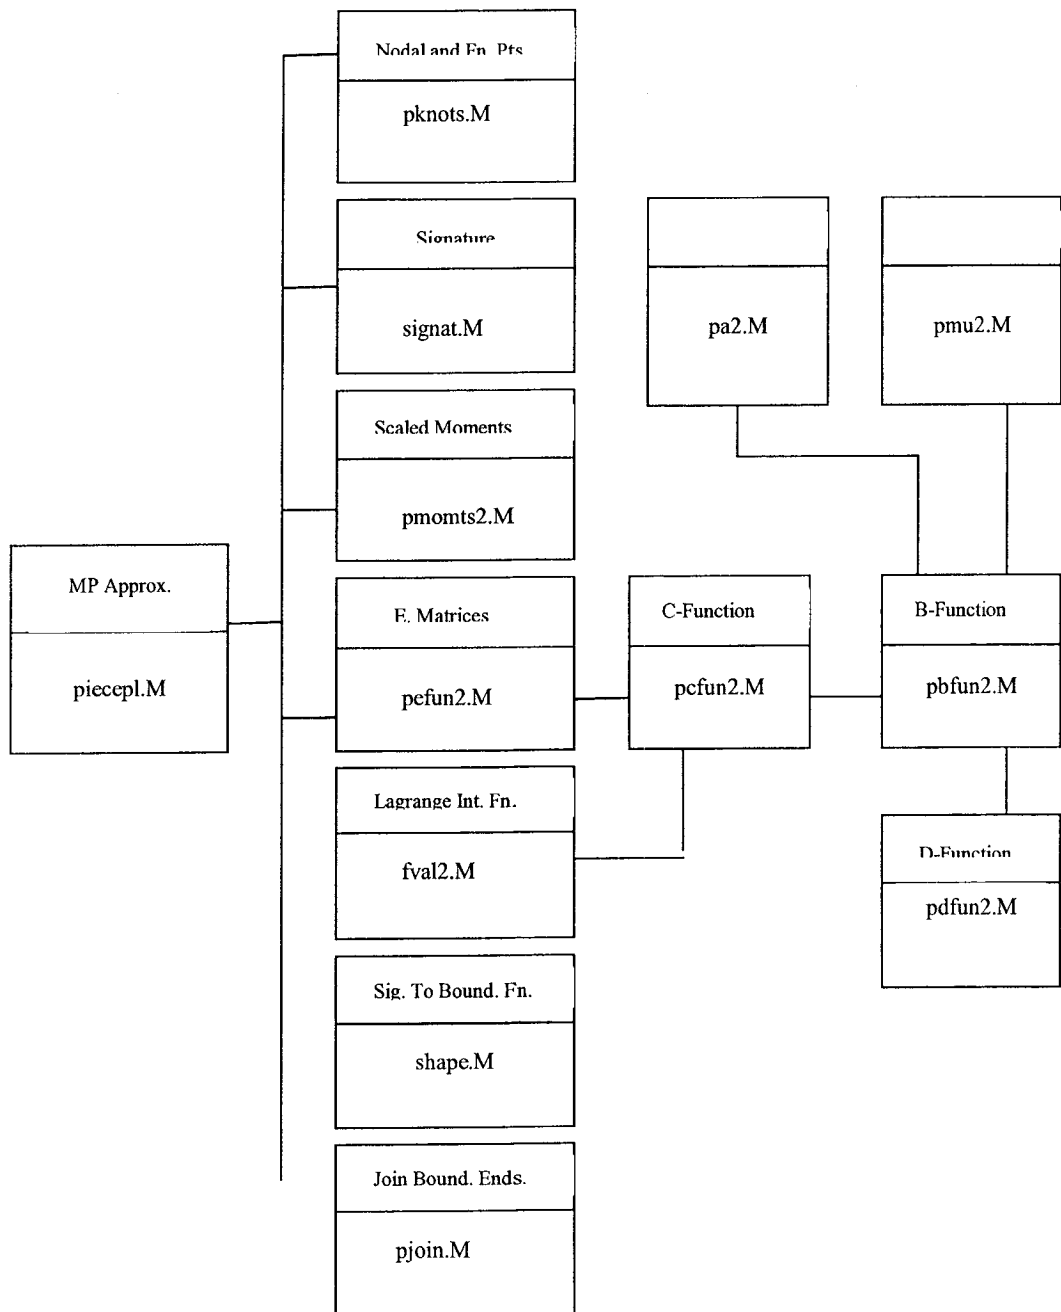 Nodal and Fn. Pts
pknots.M
Signature
signat.M
pa2.M
pmu2.M
Scaled Moments
pmomts2.M
MP Approx.
piecepl.M
E. Matrices
pefun2.M
C-Function
pcfun2.M
B-Function
pbfun2.M
Lagrange Int. Fn.
fval2.M
D-Function
pdfun2.M
Sig. To Bound. Fn.
shape.M
Join Bound. Ends.
pjoin.M